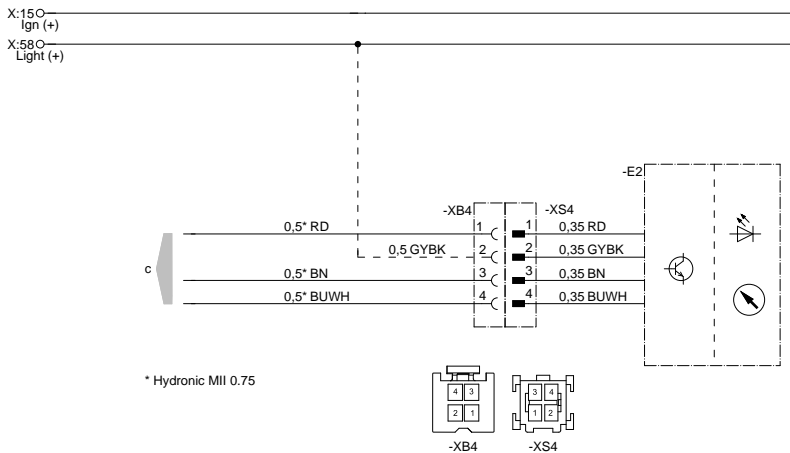 X:15
Ign (+)
X:58
Light (+)
-E2
-XB4
-XS4
0,5* RD
1
1
0,35 RD
0,5 GYBK
2
2
0,35 GYBK
c
0,5* BN
3
3
0,35 BN
0,5* BUWH
4
4
0,35 BUWH
* Hydronic MII 0.75
4 3
3 4
2 1
1 2
-XB4
-XS4